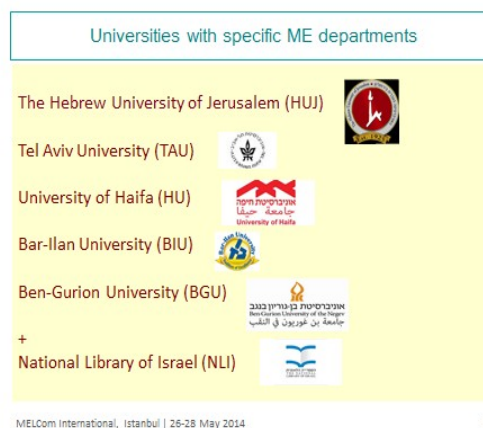 Universities with specific ME departments
The Hebrew University of Jerusalem (HUJ)
Tel Aviv University (TAU)
University of Haifa (HU)
אוניברסיטת חיפה
جامعة حيفا
University of Haifa
Bar-Ilan University (BIU)
Bar-Ilan University
Ben-Gurion University (BGU)
אוניברסיטת בן-גוריון בנגב
Ben-Gurion University of the Negev
جامعة بن غوريون في النقب
+
National Library of Israel (NLI)
MELCom International, Istanbul | 26-28 May 2014